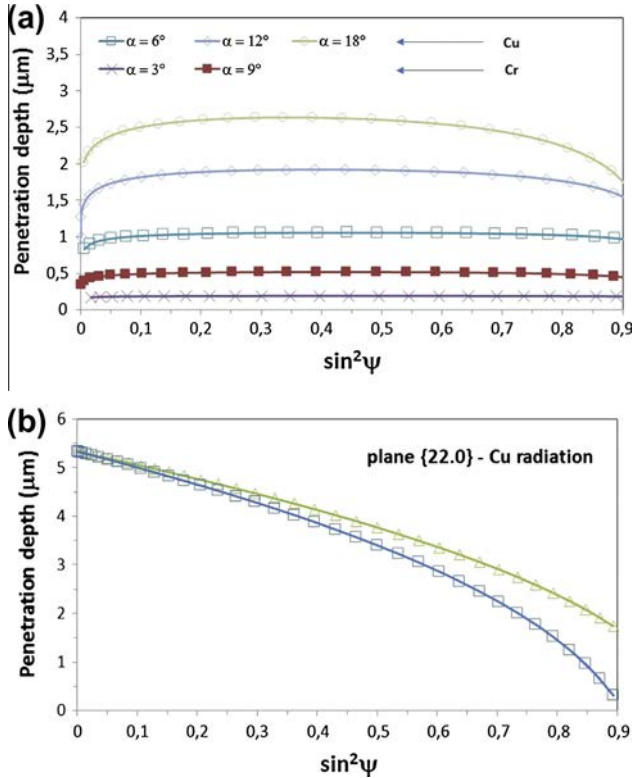 (a)
Penetration depth (μm)
4
3,5
3
2,5
2
1,5
1
0,5
0
α = 6° α = 12° α = 18° Cu
α = 3° α = 9° Cr
0 0,1 0,2 0,3 0,4 0,5 0,6 0,7 0,8 0,9
sin²ψ
(b)
Penetration depth (μm)
6
5
4
3
2
1
0
plane {22.0} - Cu radiation
0 0,1 0,2 0,3 0,4 0,5 0,6 0,7 0,8 0,9
sin²ψ